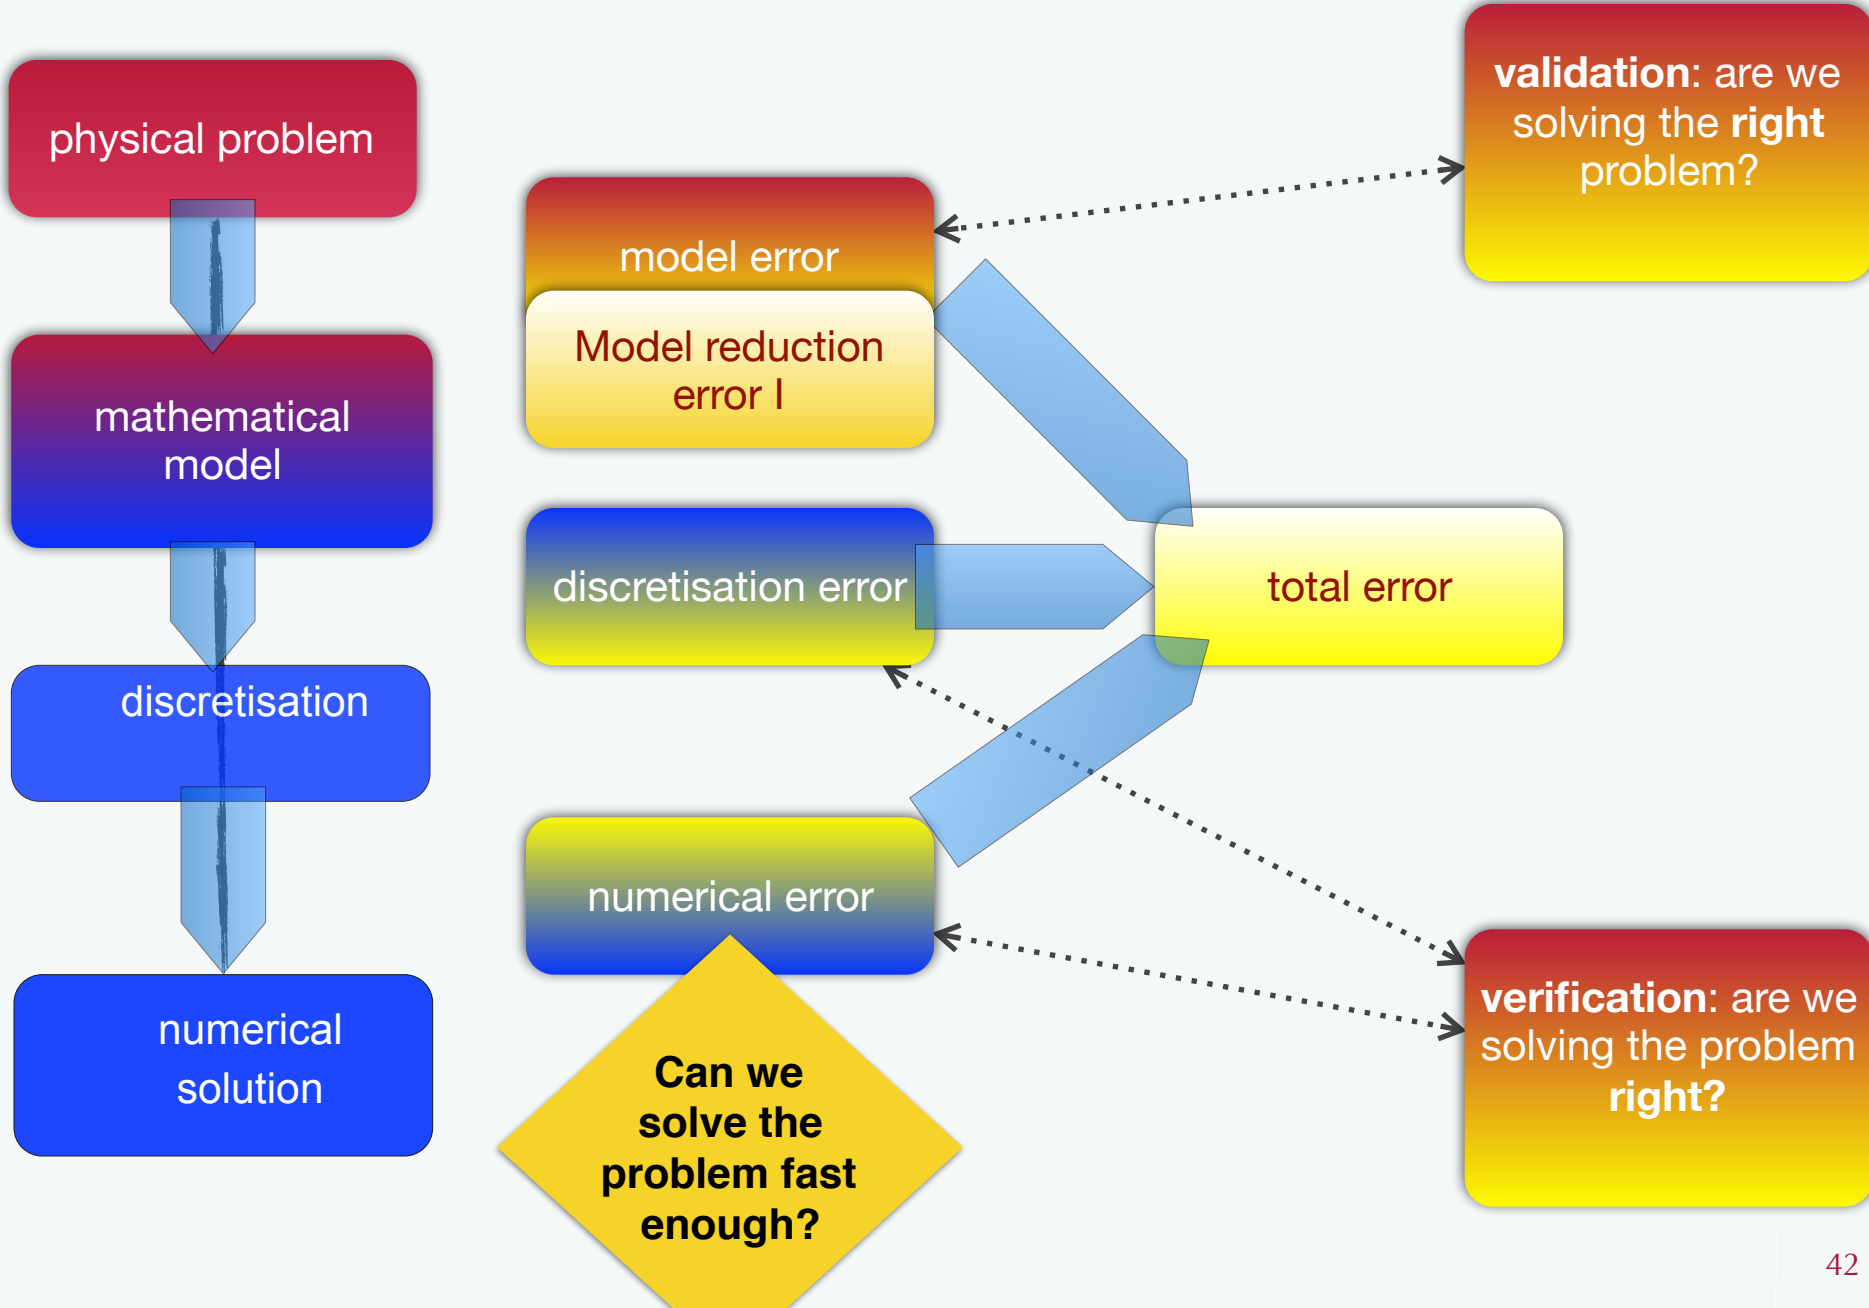 physical problem
mathematical
model
discretisation
numerical
solution
model error
Model reduction
error I
discretisation error
numerical error
Can we
solve the
problem fast
enough?
total error
validation: are we
solving the right
problem?
verification: are we
solving the problem
right?
42